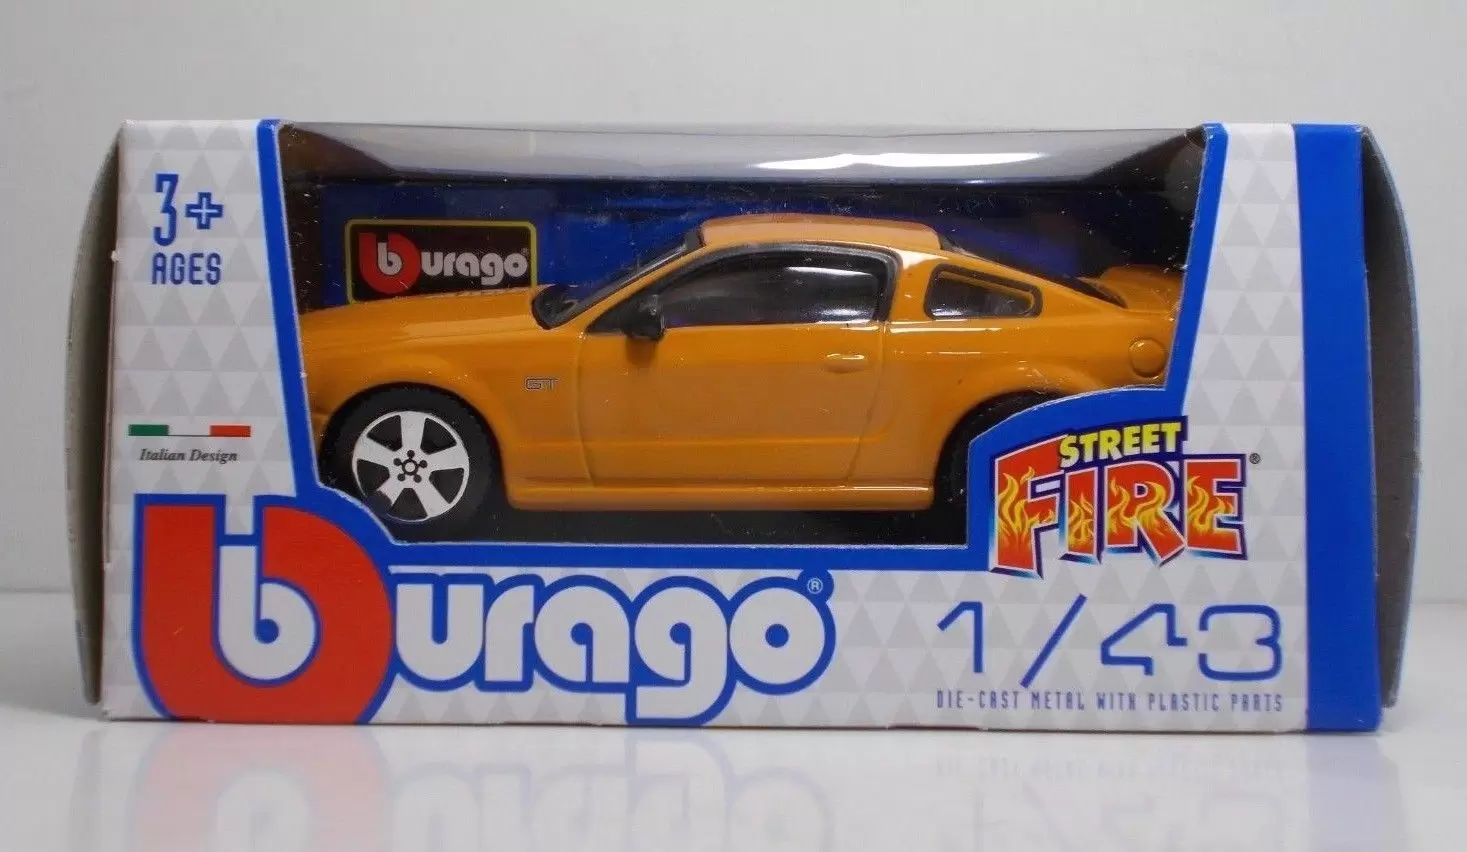 3+
AGES
burago
GT
Italian Design
STREET
FIRE®
burago®
1/43
DIE-CAST METAL WITH PLASTIC PARTS